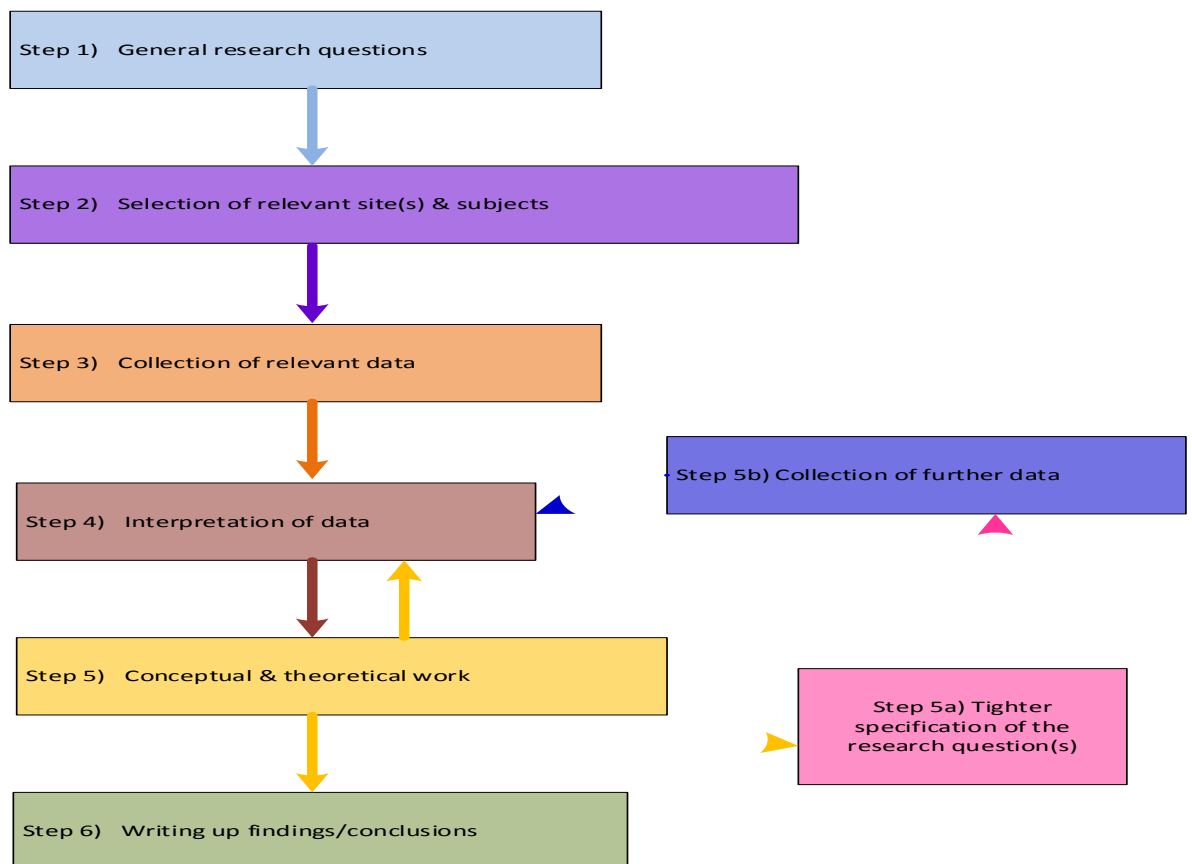 Step 1) General research questions
Step 2) Selection of relevant site(s) & subjects
Step 3) Collection of relevant data
Step 5b) Collection of further data
Step 4) Interpretation of data
Step 5) Conceptual & theoretical work
Step 5a) Tighter
specification of the
research question(s)
Step 6) Writing up findings/conclusions